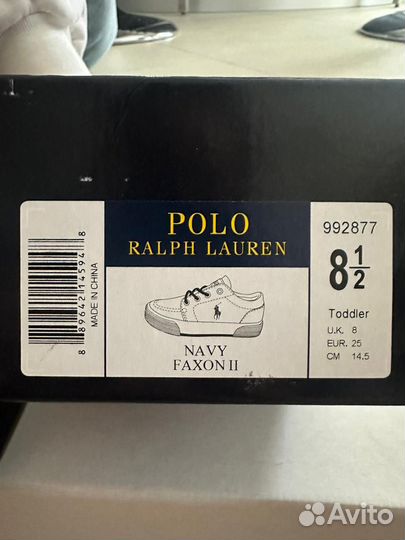 POLO
RALPH LAUREN
NAVY
FAXON II
992877
8 1/2
Toddler
U.K. 8
EUR. 25
CM 14.5
MADE IN CHINA
8 89642 14594 8
Avito